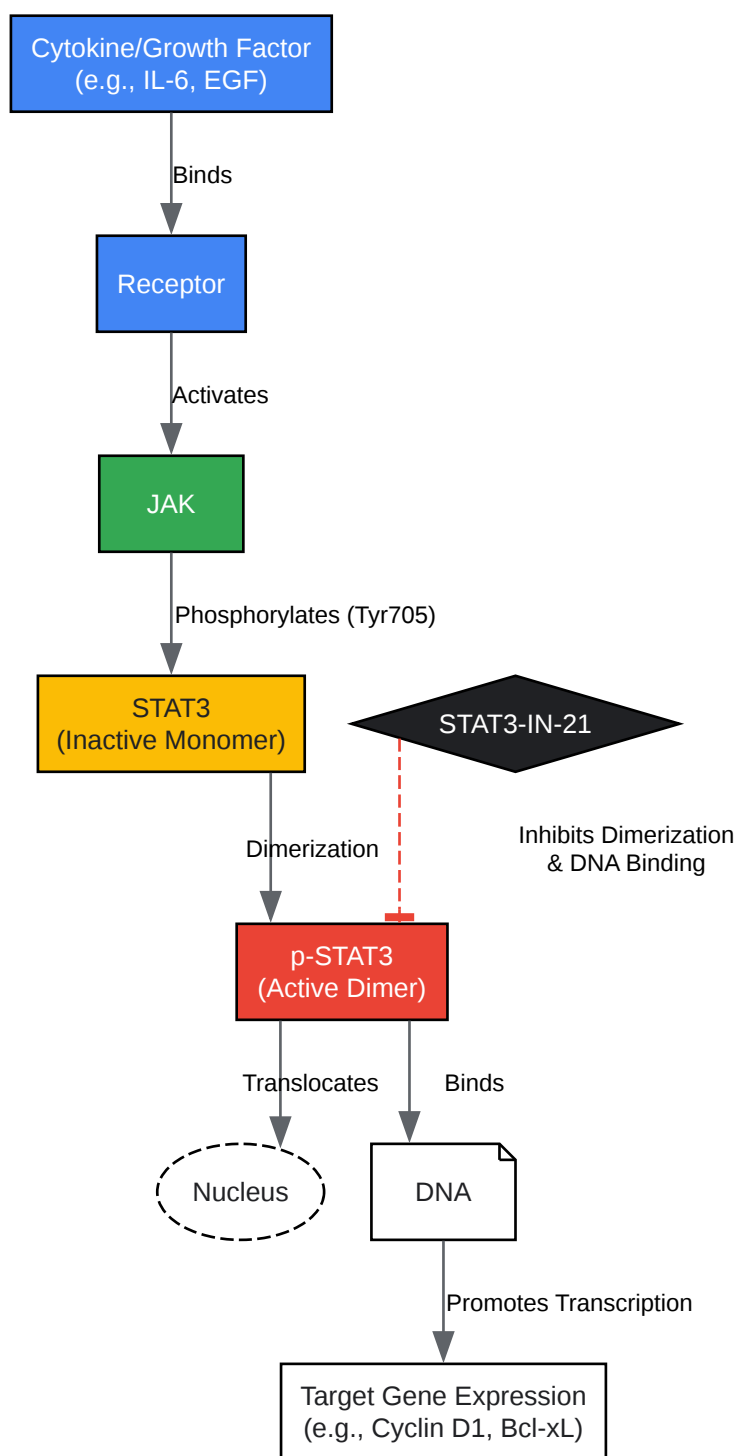 Cytokine/Growth Factor
(e.g., IL-6, EGF)
Binds
Receptor
Activates
JAK
Phosphorylates (Tyr705)
STAT3
(Inactive Monomer)
STAT3-IN-21
Dimerization
Inhibits Dimerization
& DNA Binding
p-STAT3
(Active Dimer)
Translocates
Binds
Nucleus
DNA
Promotes Transcription
Target Gene Expression
(e.g., Cyclin D1, Bcl-xL)